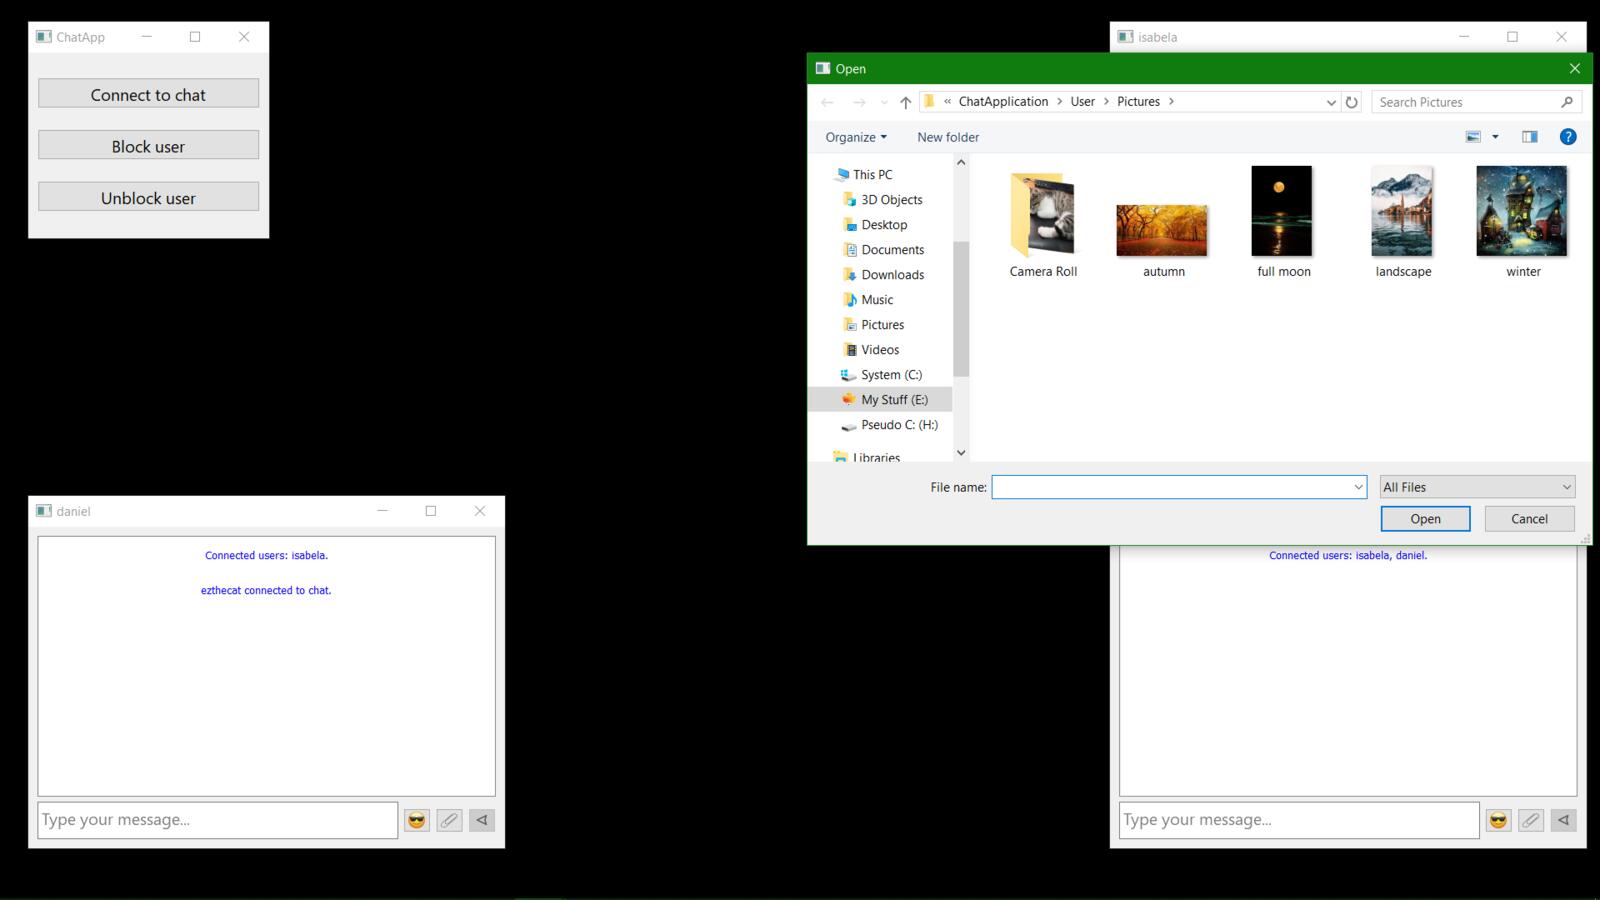 ChatApp
Connect to chat
Block user
Unblock user
isabela
Open
« ChatApplication > User > Pictures >
Search Pictures
Organize
New folder
?
This PC
3D Objects
Desktop
Documents
Downloads
Music
Pictures
Videos
System (C:)
My Stuff (E:)
Pseudo C: (H:)
Libraries
Camera Roll
autumn
full moon
landscape
winter
File name:
All Files
Open
Cancel
daniel
Connected users: isabela.
ezthecat connected to chat.
Type your message...
Connected users: isabela, daniel.
Type your message...